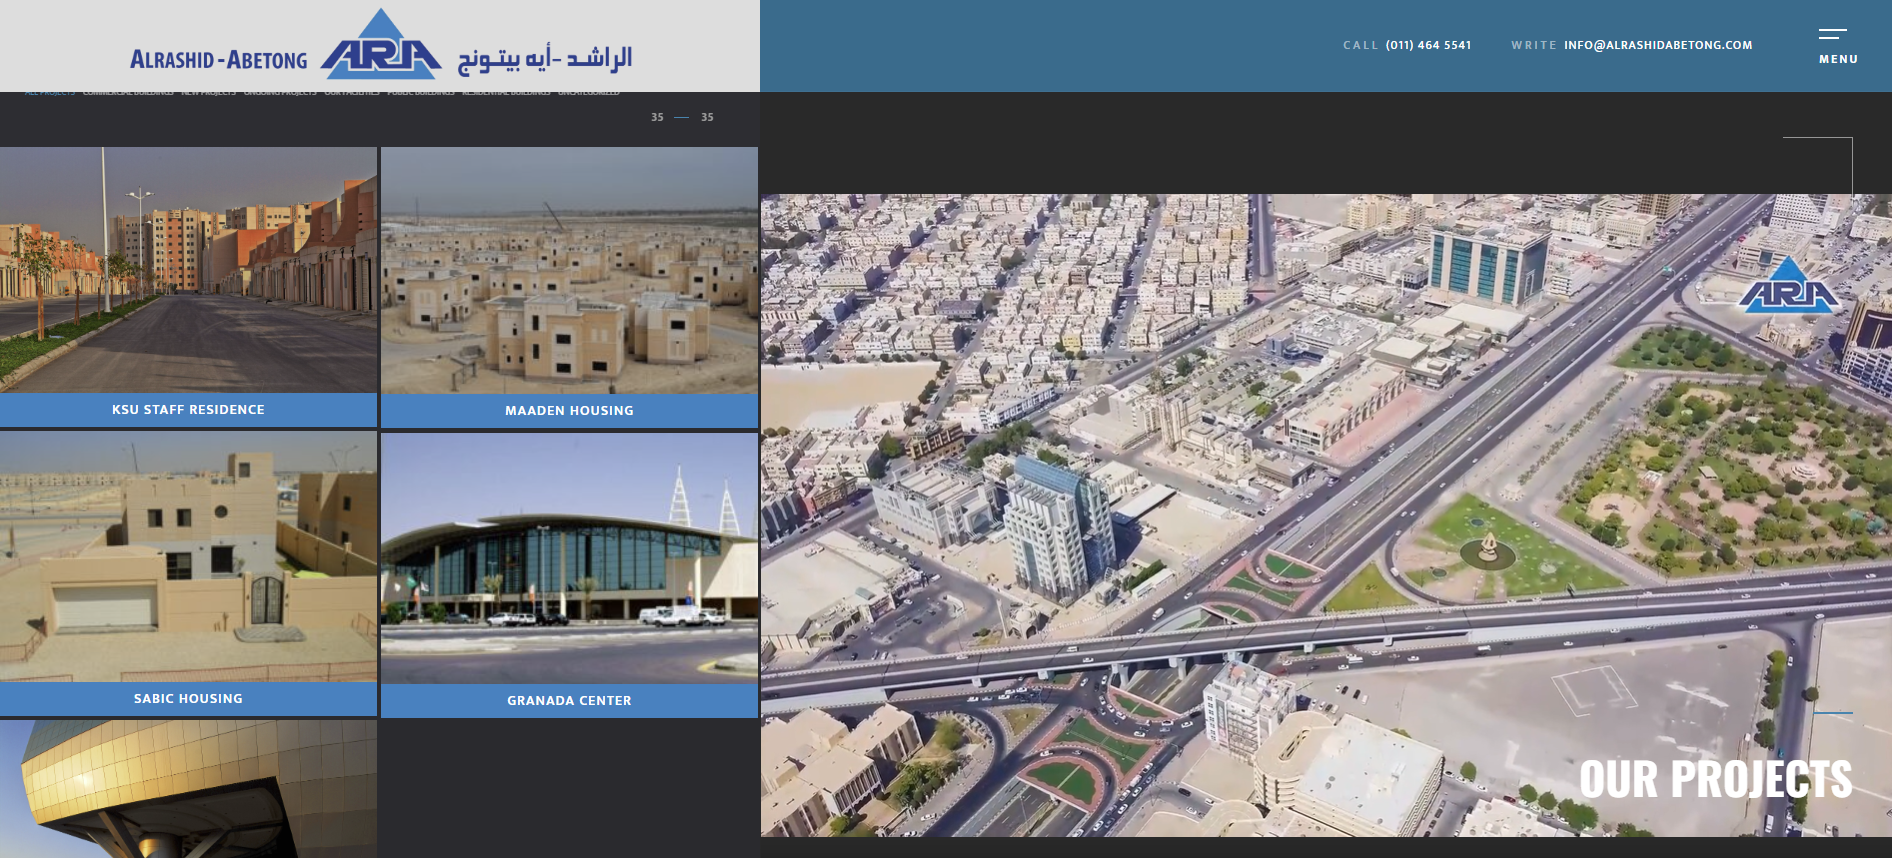 ALRASHID - ABETONG ARA الراشد -أيه بيتونج
CALL (011) 464 5541 WRITE INFO@ALRASHIDABETONG.COM
MENU
ALL PROJECTS COMMERCIAL BUILDINGS NEW PROJECTS ONGOING PROJECTS OUR FACILITIES PUBLIC BUILDINGS RESIDENTIAL BUILDINGS UNCATEGORIZED
35 — 35
KSU STAFF RESIDENCE
MAADEN HOUSING
SABIC HOUSING
GRANADA CENTER
ARA
OUR PROJECTS